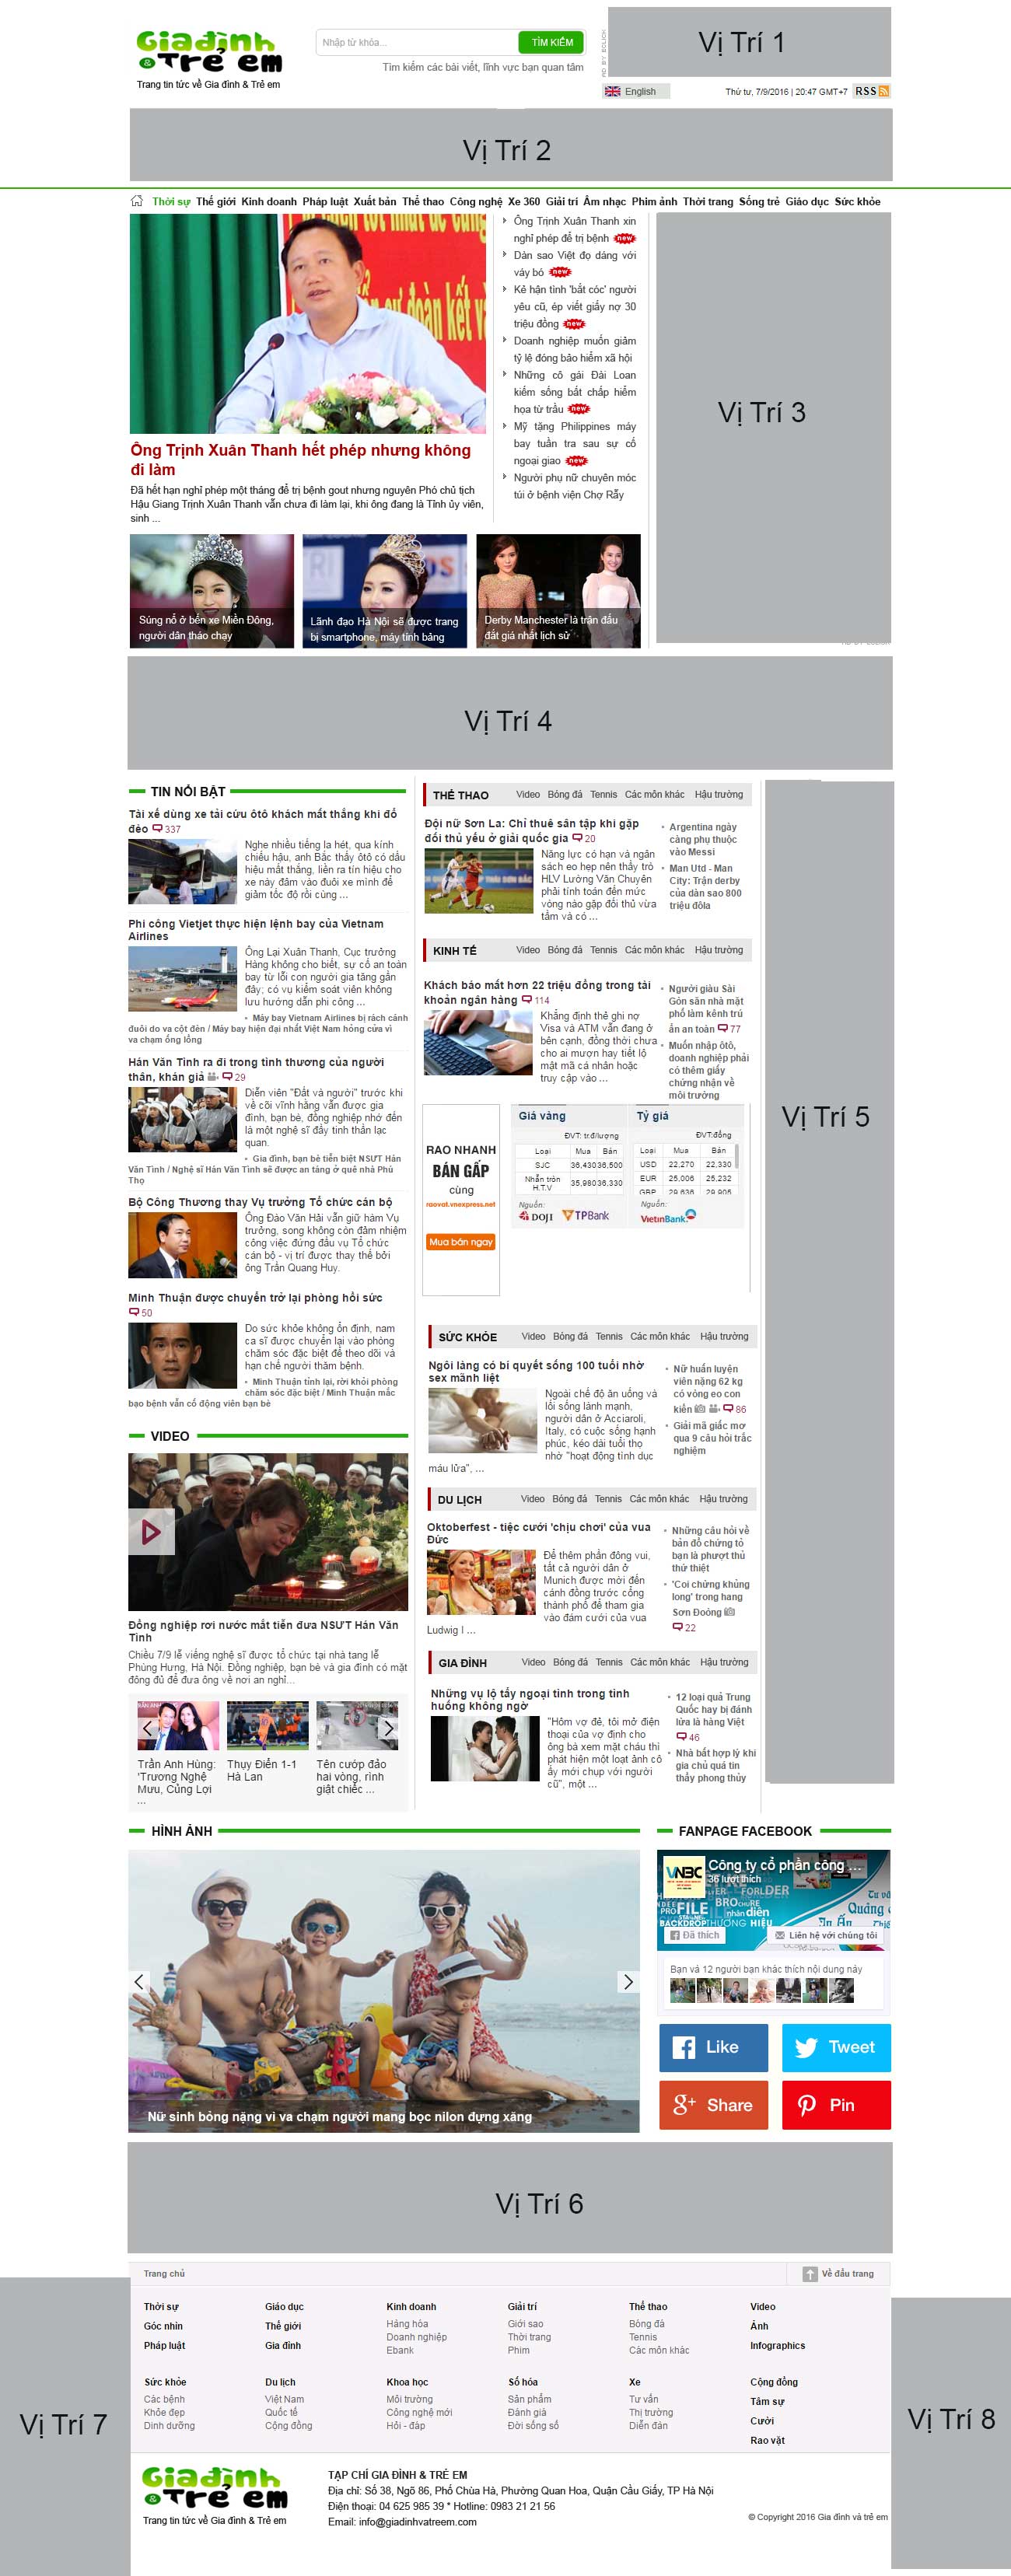 Giađình
& Trẻ em
Trang tin tức về Gia đình & Trẻ em
Nhập từ khóa...
TÌM KIẾM
Tìm kiếm các bài viết, lĩnh vực bạn quan tâm
AD BY ECLICK
Vị Trí 1
English
Thứ tư, 7/9/2016 | 20:47 GMT+7
RSS
Vị Trí 2
Thời sự Thế giới Kinh doanh Pháp luật Xuất bản Thể thao Công nghệ Xe 360 Giải trí Âm nhạc Phim ảnh Thời trang Sống trẻ Giáo dục Sức khỏe
Ông Trịnh Xuân Thanh hết phép nhưng không
đi làm
Đã hết hạn nghỉ phép một tháng để trị bệnh gout nhưng nguyên Phó chủ tịch
Hậu Giang Trịnh Xuân Thanh vẫn chưa đi làm lại, khi ông đang là Tỉnh ủy viên,
sinh ...
Ông Trịnh Xuân Thanh xin
nghỉ phép để trị bệnh new
Dàn sao Việt đọ dáng với
váy bó new
Kẻ hận tình 'bắt cóc' người
yêu cũ, ép viết giấy nợ 30
triệu đồng new
Doanh nghiệp muốn giảm
tỷ lệ đóng bảo hiểm xã hội
Những cô gái Đài Loan
kiếm sống bất chấp hiểm
họa từ trầu new
Mỹ tặng Philippines máy
bay tuần tra sau sự cố
ngoại giao new
Người phụ nữ chuyên móc
túi ở bệnh viện Chợ Rẫy
Vị Trí 3
Súng nổ ở bến xe Miền Đông,
người dân tháo chạy
Lãnh đạo Hà Nội sẽ được trang
bị smartphone, máy tính bảng
Derby Manchester là trận đấu
đắt giá nhất lịch sử
Vị Trí 4
TIN NỔI BẬT
Tài xế dùng xe tải cứu ôtô khách mất thắng khi đổ
đèo 337
Nghe nhiều tiếng la hét, qua kính
chiếu hậu, anh Bắc thấy ôtô có dấu
hiệu mất thắng, liền ra tín hiệu cho
xe này đâm vào đuôi xe mình để
giảm tốc độ rồi cùng ...
Phi công Vietjet thực hiện lệnh bay của Vietnam
Airlines
Ông Lại Xuân Thanh, Cục trưởng
Hàng không cho biết, sự cố an toàn
bay từ lỗi con người gia tăng gần
đây; có vụ kiểm soát viên không
lưu hướng dẫn phi công ...
Máy bay Vietnam Airlines bị rách cánh
đuôi do va cột đèn / Máy bay hiện đại nhất Việt Nam hỏng cửa vì
va chạm ống lồng
Hán Văn Tình ra đi trong tình thương của người
thân, khán giả 29
Diễn viên "Đất và người" trước khi
về cõi vĩnh hằng vẫn được gia
đình, bạn bè, đồng nghiệp nhớ đến
là một nghệ sĩ đầy tinh thần lạc
quan.
Gia đình, bạn bè tiễn biệt NSƯT Hán
Văn Tình / Nghệ sĩ Hán Văn Tình sẽ được an táng ở quê nhà Phú
Thọ
Bộ Công Thương thay Vụ trưởng Tổ chức cán bộ
Ông Đào Văn Hải vẫn giữ hàm Vụ
trưởng, song không còn đảm nhiệm
công việc đứng đầu vụ Tổ chức
cán bộ - vị trí được thay thế bởi
ông Trần Quang Huy.
Minh Thuận được chuyển trở lại phòng hồi sức
50
Do sức khỏe không ổn định, nam
ca sĩ được chuyển lại vào phòng
chăm sóc đặc biệt để theo dõi và
hạn chế người thăm bệnh.
Minh Thuận tỉnh lại, rời khỏi phòng
chăm sóc đặc biệt / Minh Thuận mắc
bạo bệnh vẫn cố động viên bạn bè
VIDEO
Đồng nghiệp rơi nước mắt tiễn đưa NSƯT Hán Văn
Tình
Chiều 7/9 lễ viếng nghệ sĩ được tổ chức tại nhà tang lễ
Phùng Hưng, Hà Nội. Đồng nghiệp, bạn bè và gia đình có mặt
đông đủ để đưa ông về nơi an nghỉ...
Trần Anh Hùng:
'Trương Nghệ
Mưu, Củng Lợi
...
Thụy Điển 1-1
Hà Lan
Tên cướp đảo
hai vòng, rình
giật chiếc ...
THỂ THAO Video Bóng đá Tennis Các môn khác Hậu trường
Đội nữ Sơn La: Chỉ thuê sân tập khi gặp
đối thủ yếu ở giải quốc gia 20
Năng lực có hạn và ngân
sách eo hẹp nên thầy trò
HLV Lường Văn Chuyên
phải tính toán đến mức
vòng nào gặp đối thủ vừa
tầm và có ...
Argentina ngày
càng phụ thuộc
vào Messi
Man Utd - Man
City: Trận derby
của dàn sao 800
triệu đôla
KINH TẾ Video Bóng đá Tennis Các môn khác Hậu trường
Khách báo mất hơn 22 triệu đồng trong tài
khoản ngân hàng 114
Khẳng định thẻ ghi nợ
Visa và ATM vẫn đang ở
bên cạnh, đồng thời chưa
cho ai mượn hay tiết lộ
mật mã cá nhân hoặc
truy cập vào ...
Người giàu Sài
Gòn săn nhà mặt
phố làm kênh trú
ẩn an toàn 77
Muốn nhập ôtô,
doanh nghiệp phải
có thêm giấy
chứng nhận về
môi trường
RAO NHANH
BÁN GẤP
cùng
raovat.vnexpress.net
Mua bán ngay
Giá vàng
ĐVT: tr.đ/lượng
Loại Mua Bán
SJC 36,430 36,500
Nhẫn tròn
H.T.V 35,980 36,330
Nguồn:
DOJI TPBank
Tỷ giá
ĐVT:đồng
Loại Mua Bán
USD 22,270 22,330
EUR 25,006 25,232
GBP 29,636 29,905
Nguồn:
VietinBank
SỨC KHỎE Video Bóng đá Tennis Các môn khác Hậu trường
Ngôi làng có bí quyết sống 100 tuổi nhờ
sex mãnh liệt
Ngoài chế độ ăn uống và
lối sống lành mạnh,
người dân ở Acciaroli,
Italy, có cuộc sống hạnh
phúc, kéo dài tuổi thọ
nhờ "hoạt động tình dục
máu lửa", ...
Nữ huấn luyện
viên nặng 62 kg
có vòng eo con
kiến 86
Giải mã giấc mơ
qua 9 câu hỏi trắc
nghiệm
DU LỊCH Video Bóng đá Tennis Các môn khác Hậu trường
Oktoberfest - tiệc cưới 'chịu chơi' của vua
Đức
Để thêm phần đông vui,
tất cả người dân ở
Munich được mời đến
cánh đồng trước cổng
thành phố để tham gia
vào đám cưới của vua
Ludwig I ...
Những câu hỏi về
bản đồ chứng tỏ
bạn là phượt thủ
thứ thiệt
'Coi chừng khủng
long' trong hang
Sơn Đoòng
22
GIA ĐÌNH Video Bóng đá Tennis Các môn khác Hậu trường
Những vụ lộ tẩy ngoại tình trong tình
huống không ngờ
"Hôm vợ đẻ, tôi mở điện
thoại của vợ định cho
ông bà xem mặt cháu thì
phát hiện một loạt ảnh cô
ấy mới chụp với người
cũ", một ...
12 loại quả Trung
Quốc hay bị đánh
lừa là hàng Việt
46
Nhà bất hợp lý khi
gia chủ quá tin
thầy phong thủy
Vị Trí 5
HÌNH ẢNH
Nữ sinh bỏng nặng vì va chạm người mang bọc nilon đựng xăng
FANPAGE FACEBOOK
VNBC
Công ty cổ phần công ...
36 lượt thích
Đã thích
Liên hệ với chúng tôi
Bạn và 12 người bạn khác thích nội dung này
Like
Tweet
Share
Pin
Vị Trí 6
Trang chủ
Về đầu trang
Thời sự
Góc nhìn
Pháp luật
Giáo dục
Thế giới
Gia đình
Kinh doanh
Hàng hóa
Doanh nghiệp
Ebank
Giải trí
Giới sao
Thời trang
Phim
Thể thao
Bóng đá
Tennis
Các môn khác
Video
Ảnh
Infographics
Sức khỏe
Các bệnh
Khỏe đẹp
Dinh dưỡng
Du lịch
Việt Nam
Quốc tế
Cộng đồng
Khoa học
Môi trường
Công nghệ mới
Hỏi - đáp
Số hóa
Sản phẩm
Đánh giá
Đời sống số
Xe
Tư vấn
Thị trường
Diễn đàn
Cộng đồng
Tâm sự
Cười
Rao vặt
Vị Trí 7
Vị Trí 8
Giađình
& Trẻ em
Trang tin tức về Gia đình & Trẻ em
TẠP CHÍ GIA ĐÌNH & TRẺ EM
Địa chỉ: Số 38, Ngõ 86, Phố Chùa Hà, Phường Quan Hoa, Quận Cầu Giấy, TP Hà Nội
Điện thoại: 04 625 985 39 * Hotline: 0983 21 21 56
Email: info@giadinhvatreem.com
© Copyright 2016 Gia đình và trẻ em